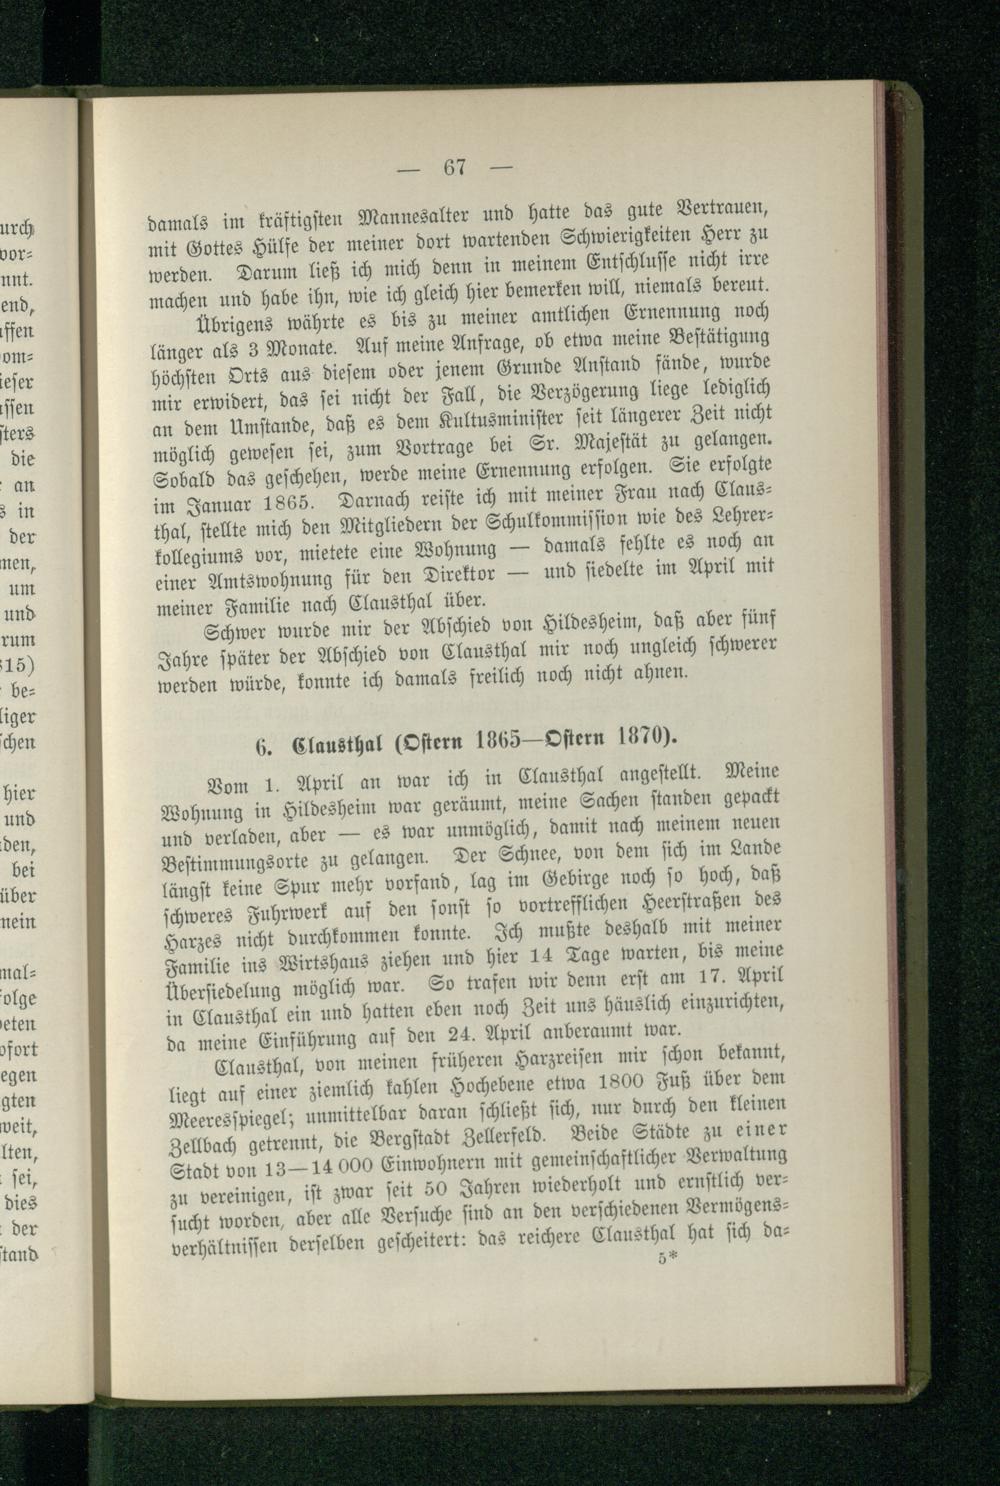 — 67 —
damals im kräftigsten Mannesalter und hatte das gute Vertrauen,
mit Gottes Hülfe der meiner dort wartenden Schwierigkeiten Herr zu
werden. Darum ließ ich mich denn in meinem Entschlusse nicht irre
machen und habe ihn, wie ich gleich hier bemerken will, niemals bereut.
Übrigens währte es bis zu meiner amtlichen Ernennung noch
länger als 3 Monate. Auf meine Anfrage, ob etwa meine Bestätigung
höchsten Orts aus diesem oder jenem Grunde Anstand fände, wurde
mir erwidert, das sei nicht der Fall, die Verzögerung liege lediglich
an dem Umstande, daß es dem Kultusminister seit längerer Zeit nicht
möglich gewesen sei, zum Vortrage bei Sr. Majestät zu gelangen.
Sobald das geschehen, werde meine Ernennung erfolgen. Sie erfolgte
im Januar 1865. Darnach reiste ich mit meiner Frau nach Claus-
thal, stellte mich den Mitgliedern der Schulkommission wie des Lehrer-
kollegiums vor, mietete eine Wohnung — damals fehlte es noch an
einer Amtswohnung für den Direktor — und siedelte im April mit
meiner Familie nach Clausthal über.
Schwer wurde mir der Abschied von Hildesheim, daß aber fünf
Jahre später der Abschied von Clausthal mir noch ungleich schwerer
werden würde, konnte ich damals freilich noch nicht ahnen.
6. Clausthal (Ostern 1865—Ostern 1870).
Vom 1. April an war ich in Clausthal angestellt. Meine
Wohnung in Hildesheim war geräumt, meine Sachen standen gepackt
und verladen, aber — es war unmöglich, damit nach meinem neuen
Bestimmungsorte zu gelangen. Der Schnee, von dem sich im Lande
längst keine Spur mehr vorfand, lag im Gebirge noch so hoch, daß
schweres Fuhrwerk auf den sonst so vortrefflichen Heerstraßen des
Harzes nicht durchkommen konnte. Ich mußte deshalb mit meiner
Familie ins Wirtshaus ziehen und hier 14 Tage warten, bis meine
Übersiedelung möglich war. So trafen wir denn erst am 17. April
in Clausthal ein und hatten eben noch Zeit uns häuslich einzurichten,
da meine Einführung auf den 24. April anberaumt war.
Clausthal, von meinen früheren Harzreisen mir schon bekannt,
liegt auf einer ziemlich kahlen Hochebene etwa 1800 Fuß über dem
Meeresspiegel; unmittelbar daran schließt sich, nur durch den kleinen
Zellbach getrennt, die Bergstadt Zellerfeld. Beide Städte zu einer
Stadt von 13—14 000 Einwohnern mit gemeinschaftlicher Verwaltung
zu vereinigen, ist zwar seit 50 Jahren wiederholt und ernstlich ver-
sucht worden, aber alle Versuche sind an den verschiedenen Vermögens-
verhältnissen derselben gescheitert: das reichere Clausthal hat sich da-
5*